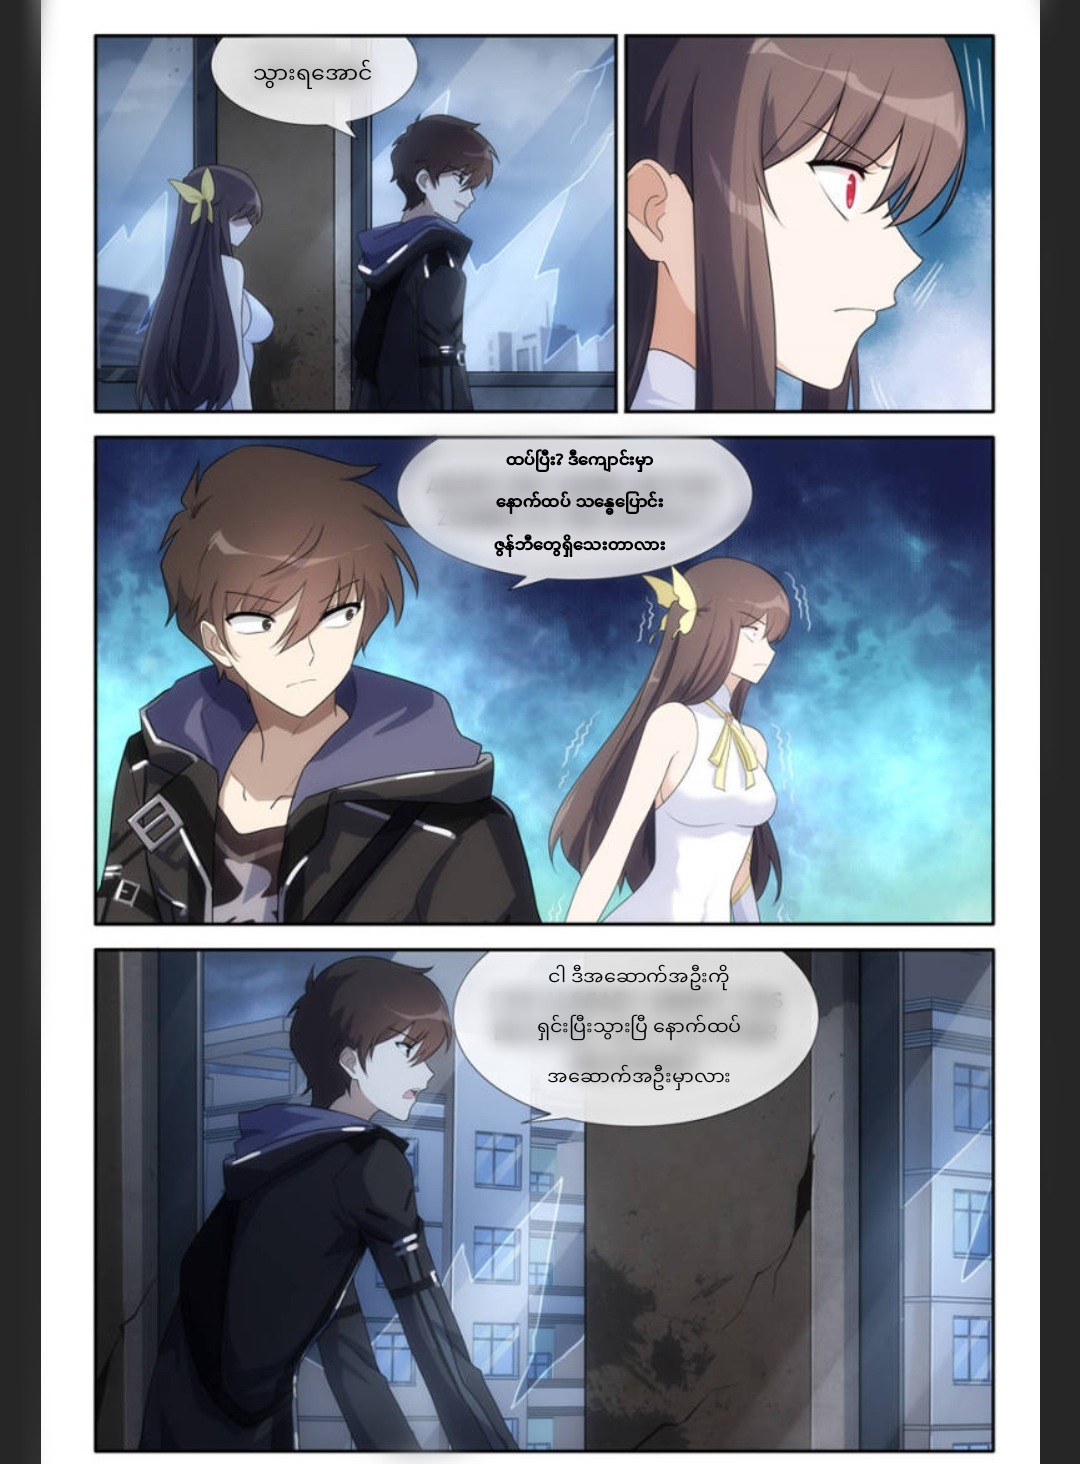 သွားရအောင်
ထပ်ပြီး? ဒီကျောင်းမှာ
နောက်ထပ် သန္ဓေပြောင်း
ဇွန်ဘီတွေရှိသေးတာလား
ငါ ဒီအဆောက်အဦးကို
ရှင်းပြီးသွားပြီ နောက်ထပ်
အဆောက်အဦးမှာလား